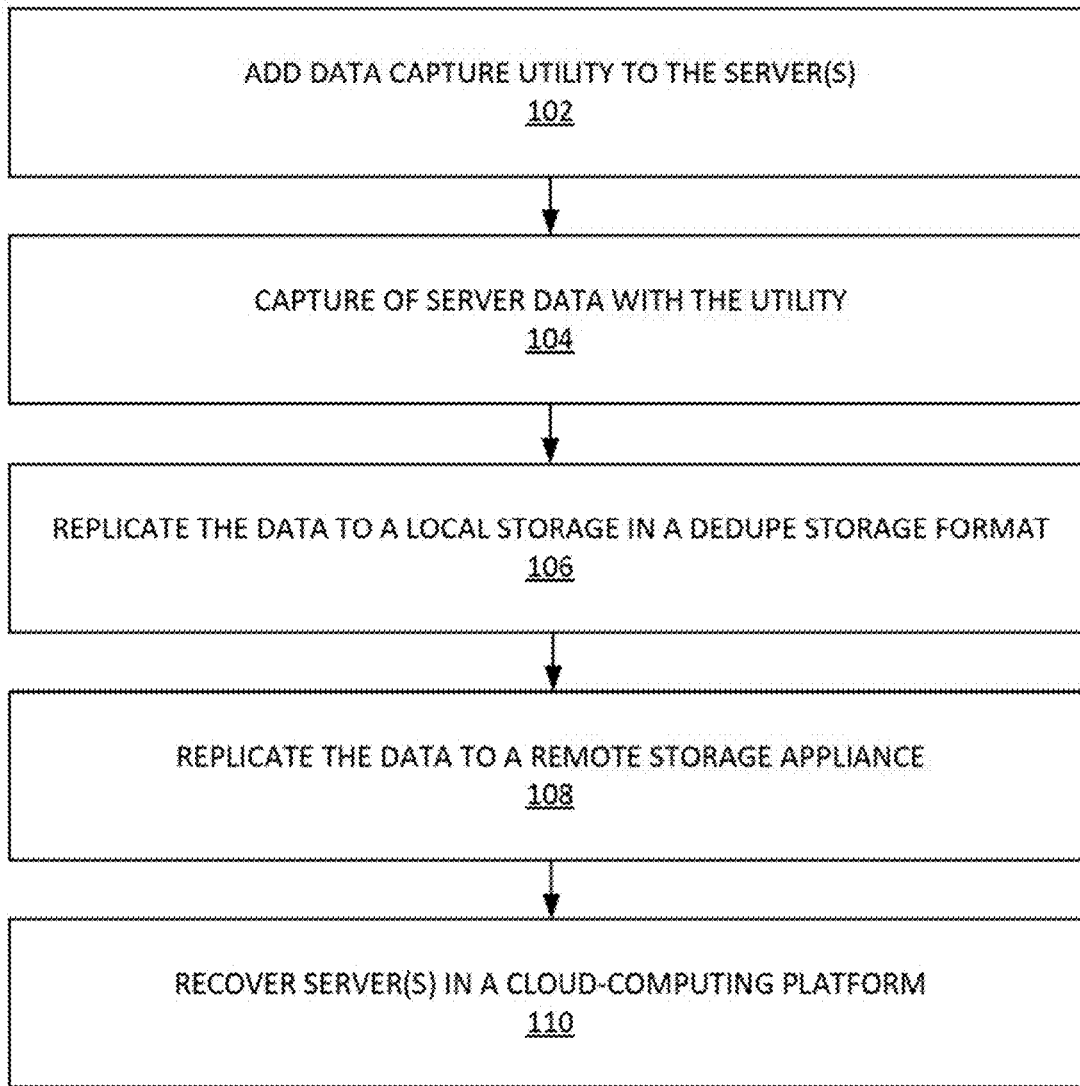 ADD DATA CAPTURE UTILITY TO THE SERVER(S)
102
CAPTURE OF SERVER DATA WITH THE UTILITY
104
REPLICATE THE DATA TO A LOCAL STORAGE IN A DEDUPE STORAGE FORMAT
106
REPLICATE THE DATA TO A REMOTE STORAGE APPLIANCE
108
RECOVER SERVER(S) IN A CLOUD-COMPUTING PLATFORM
110